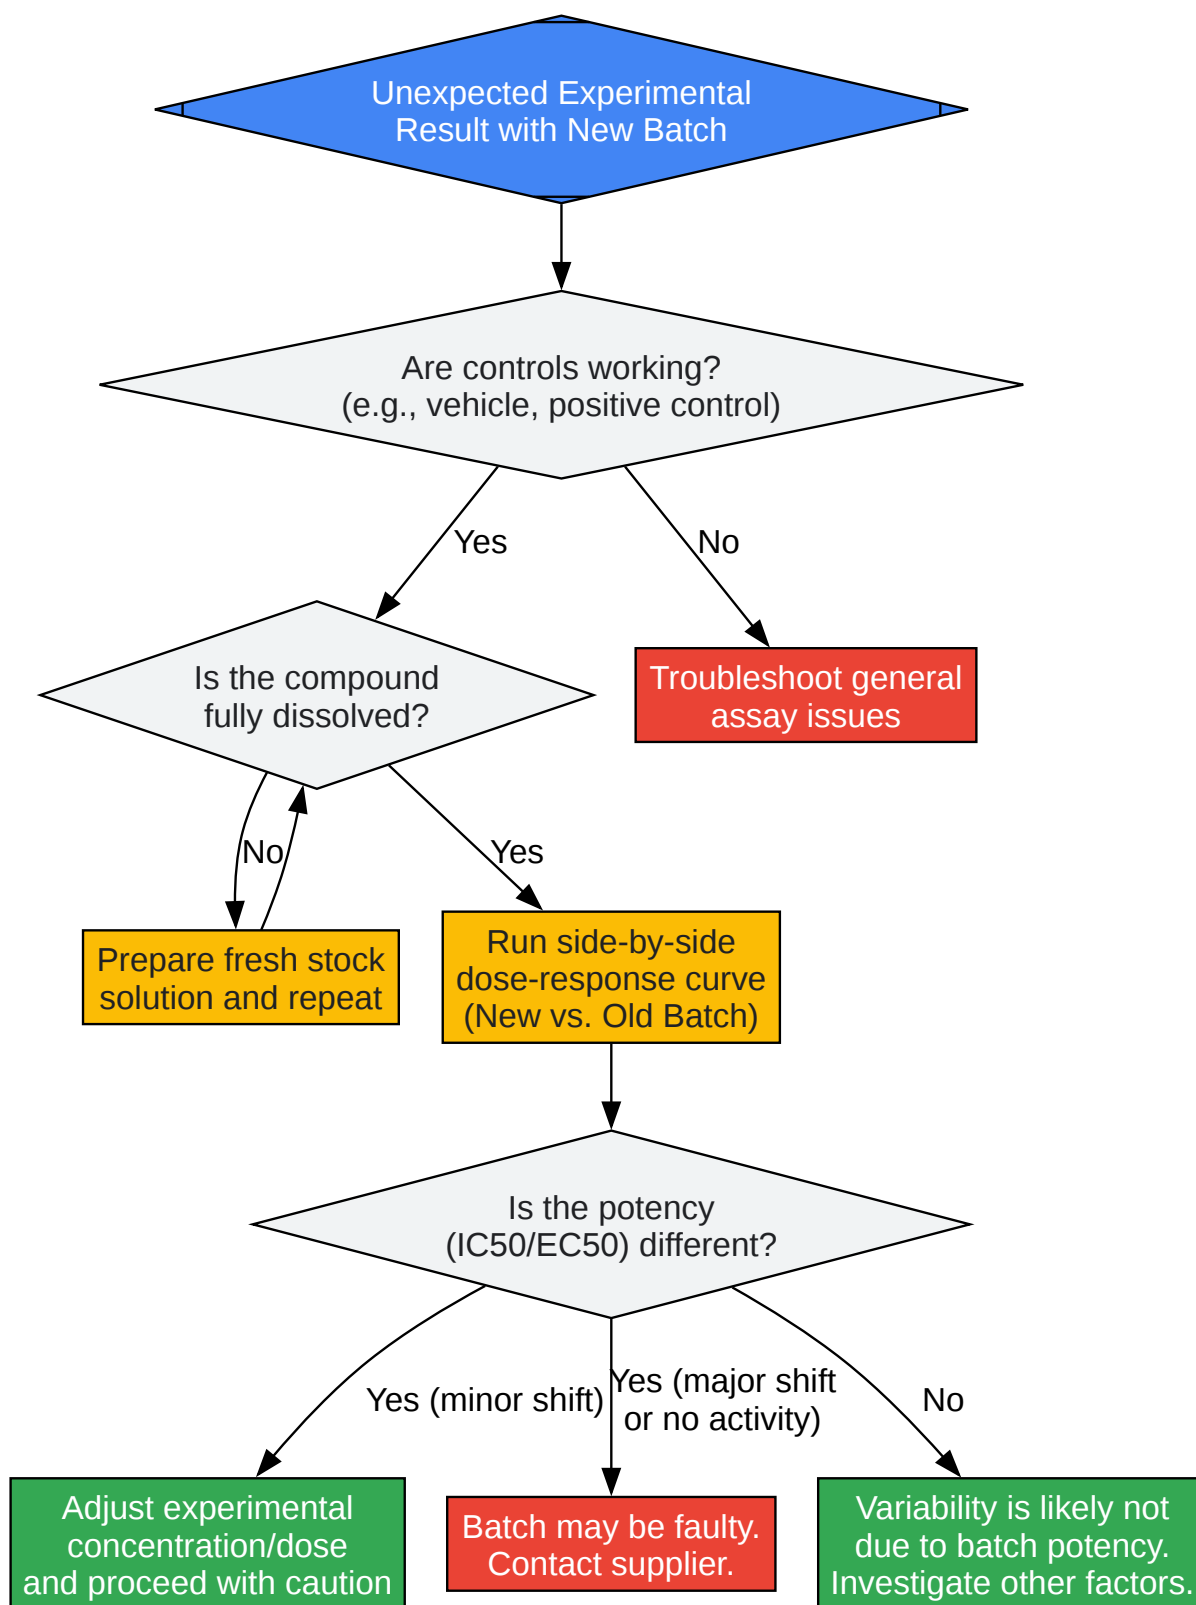 Unexpected Experimental
Result with New Batch
Are controls working?
(e.g., vehicle, positive control)
Yes
No
Is the compound
fully dissolved?
Troubleshoot general
assay issues
No
Yes
Prepare fresh stock
solution and repeat
Run side-by-side
dose-response curve
(New vs. Old Batch)
Is the potency
(IC50/EC50) different?
Yes (minor shift)
Yes (major shift
or no activity)
No
Adjust experimental
concentration/dose
and proceed with caution
Batch may be faulty.
Contact supplier.
Variability is likely not
due to batch potency.
Investigate other factors.